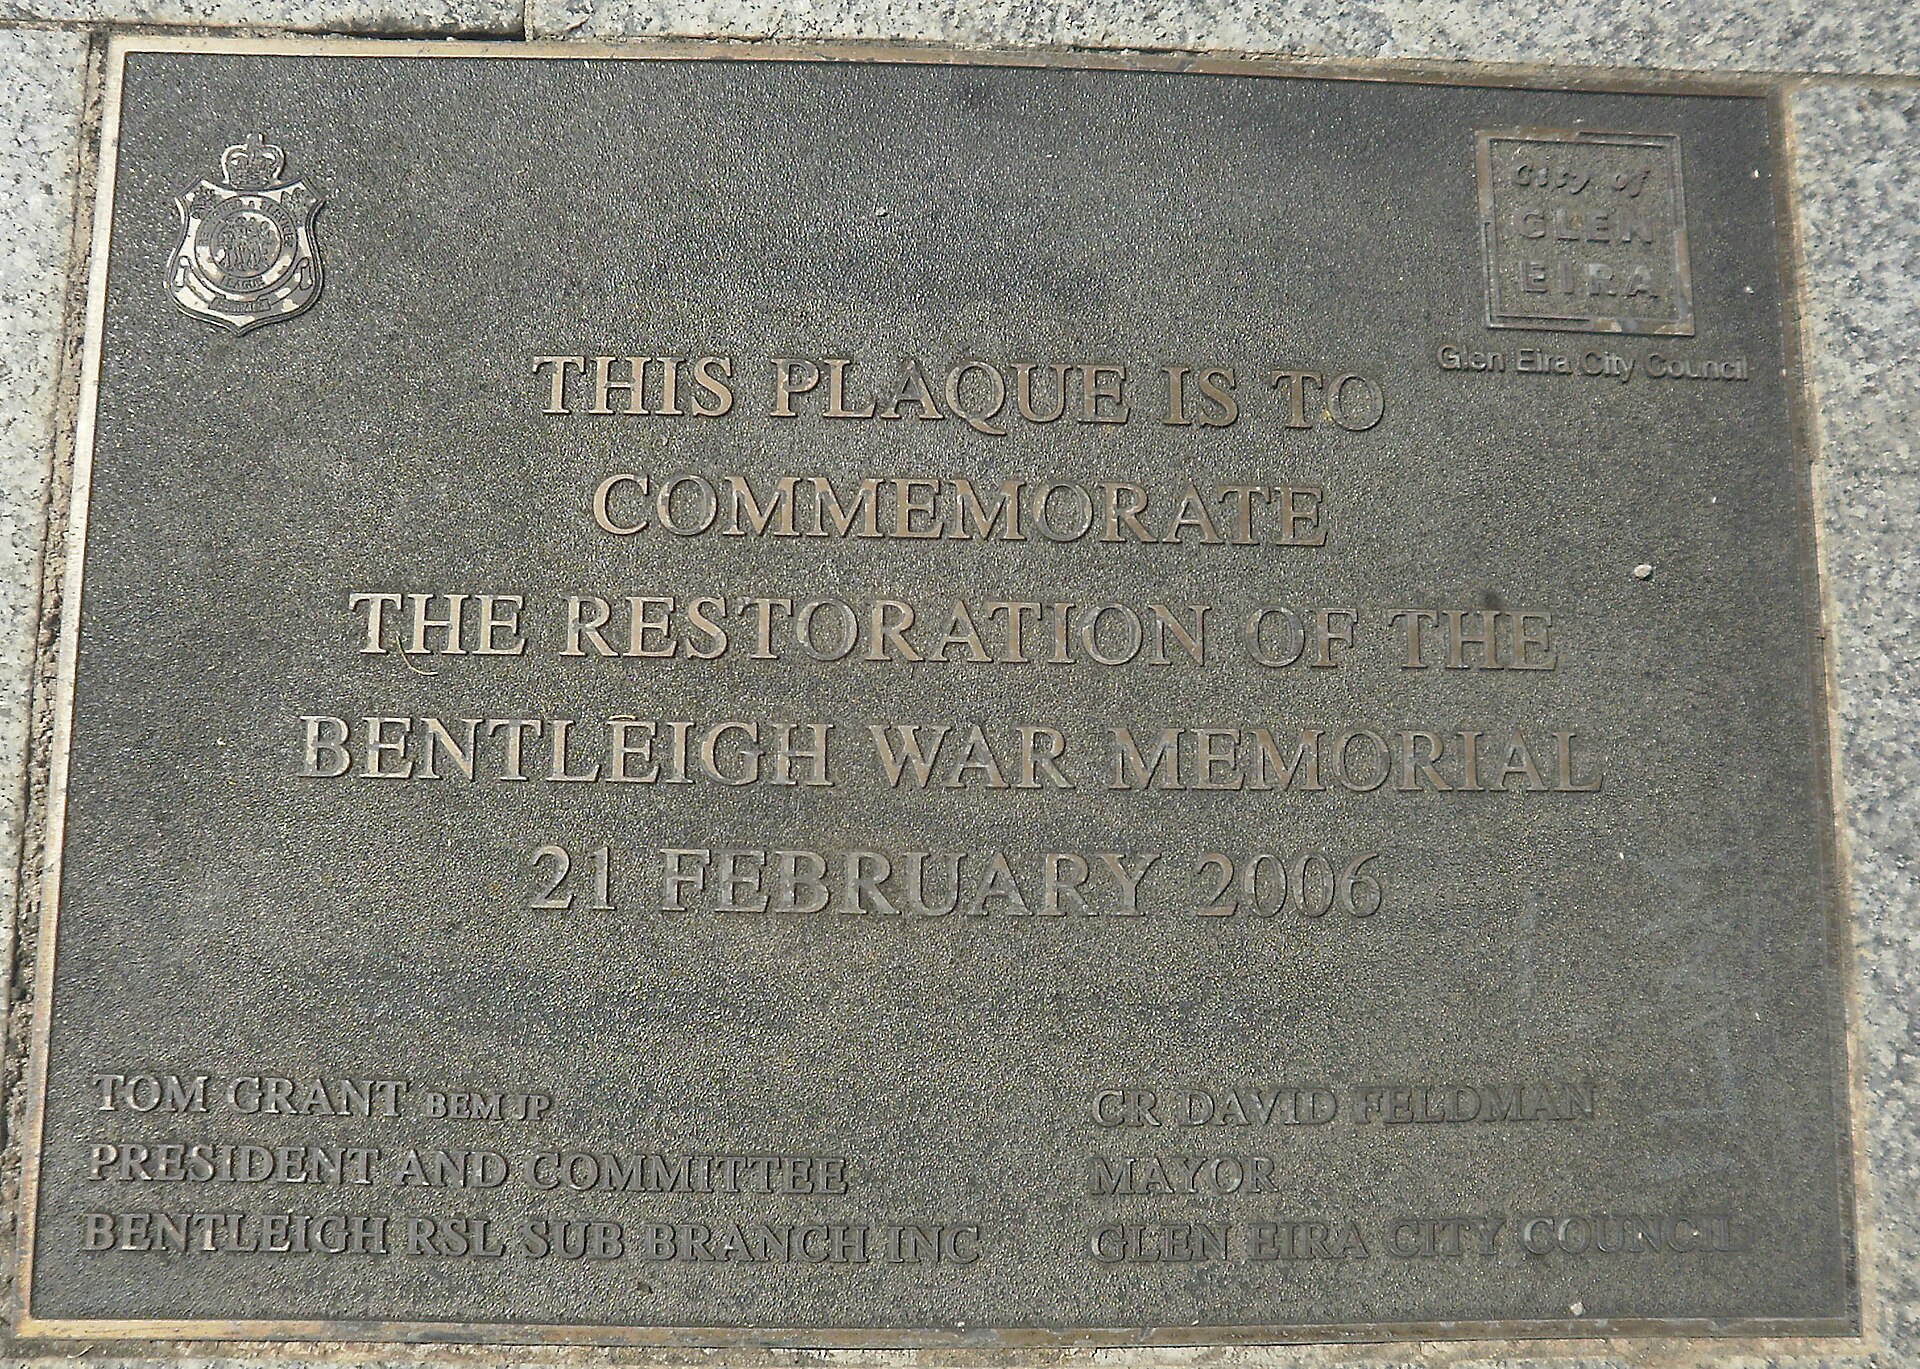 City of
GLEN
EIRA
Glen Eira City Council
THIS PLAQUE IS TO
COMMEMORATE
THE RESTORATION OF THE
BENTLEIGH WAR MEMORIAL
21 FEBRUARY 2006
TOM GRANT BEM JP
PRESIDENT AND COMMITTEE
BENTLEIGH RSL SUB BRANCH INC
CR DAVID FELDMAN
MAYOR
GLEN EIRA CITY COUNCIL